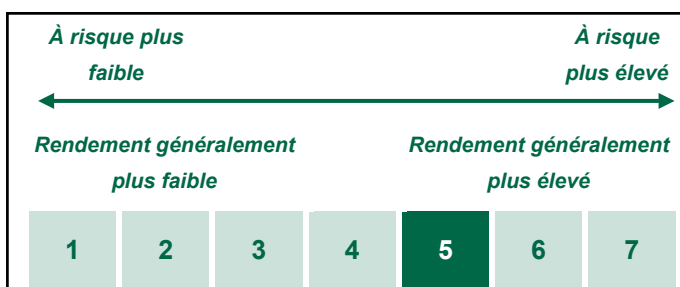 À risque plus faible
À risque plus élevé
Rendement généralement plus faible
Rendement généralement plus élevé
1 2 3 4 5 6 7